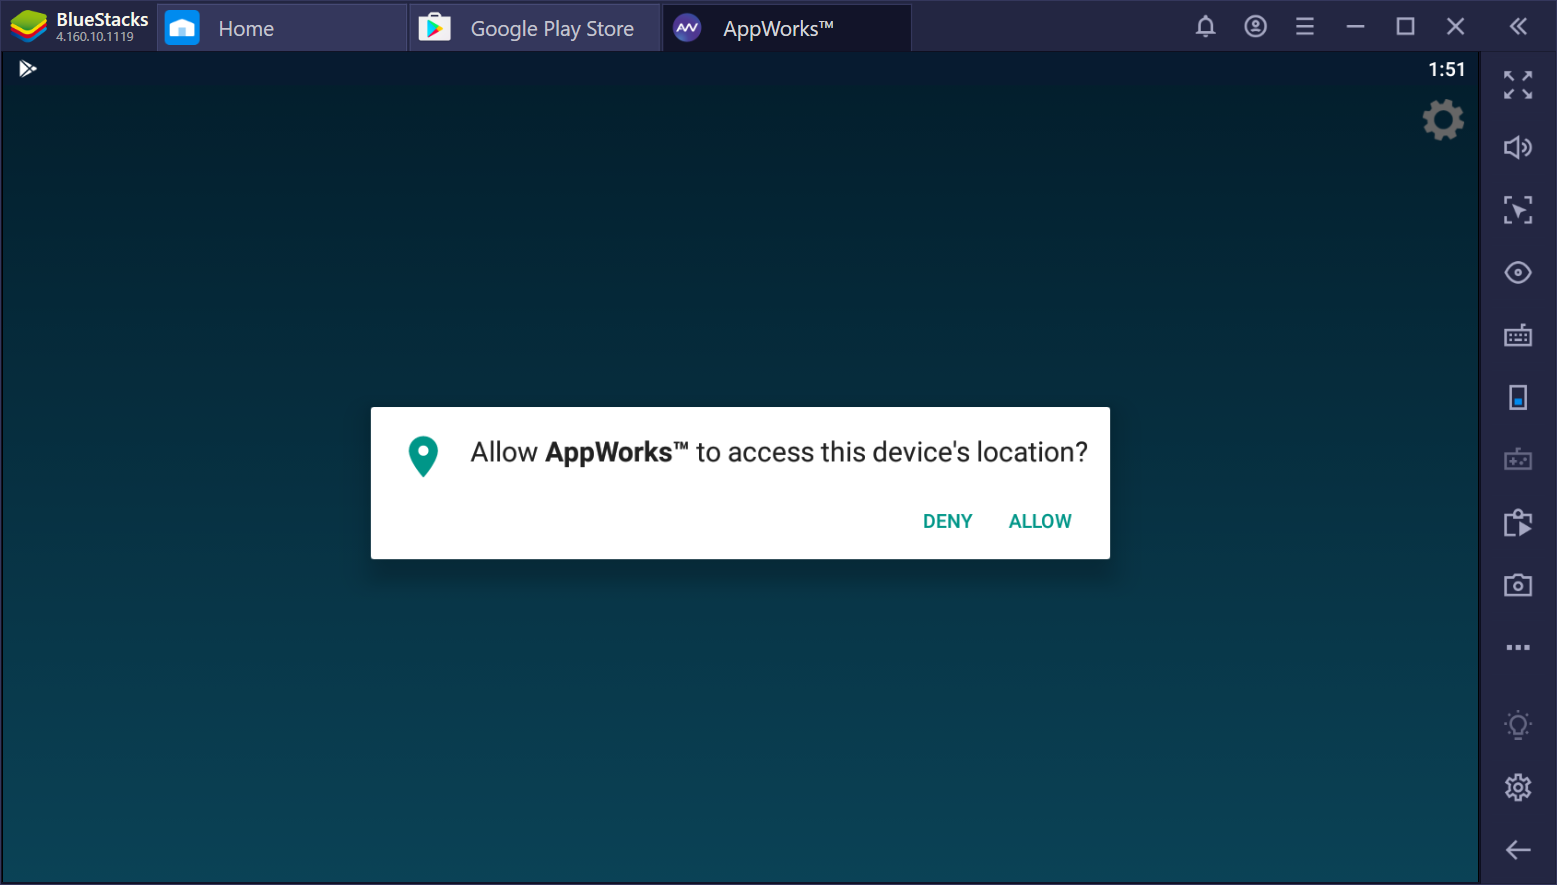 BlueStacks
4.160.10.1119
Home
Google Play Store
AppWorks™
1:51
Allow AppWorks™ to access this device's location?
DENY
ALLOW